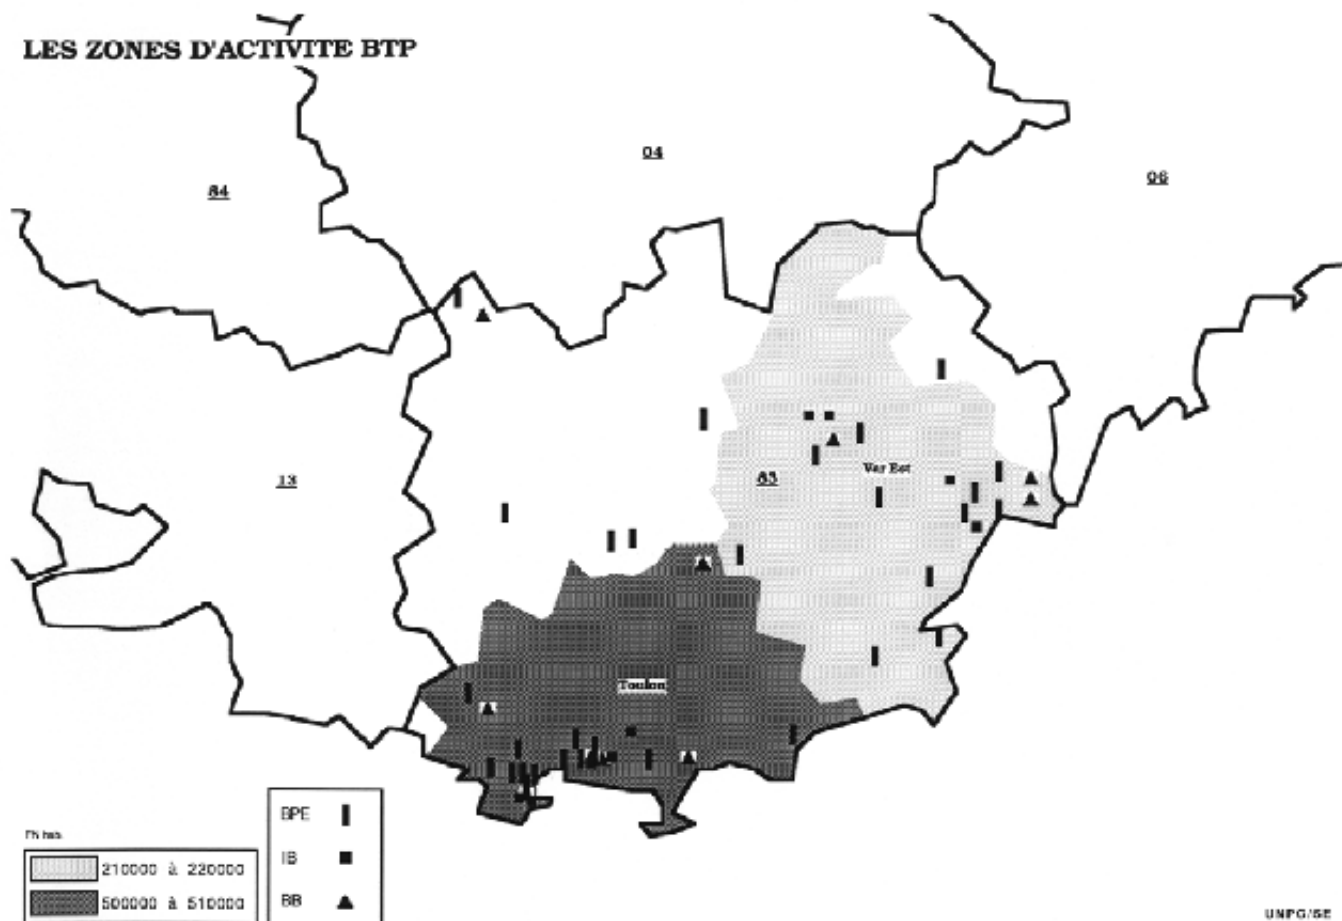 LES ZONES D'ACTIVITE BTP
04
06
84
13
83
Var Est
Toulon
BPE
IB
BB
210000 à 220000
500000 à 510000
UNPG/SE